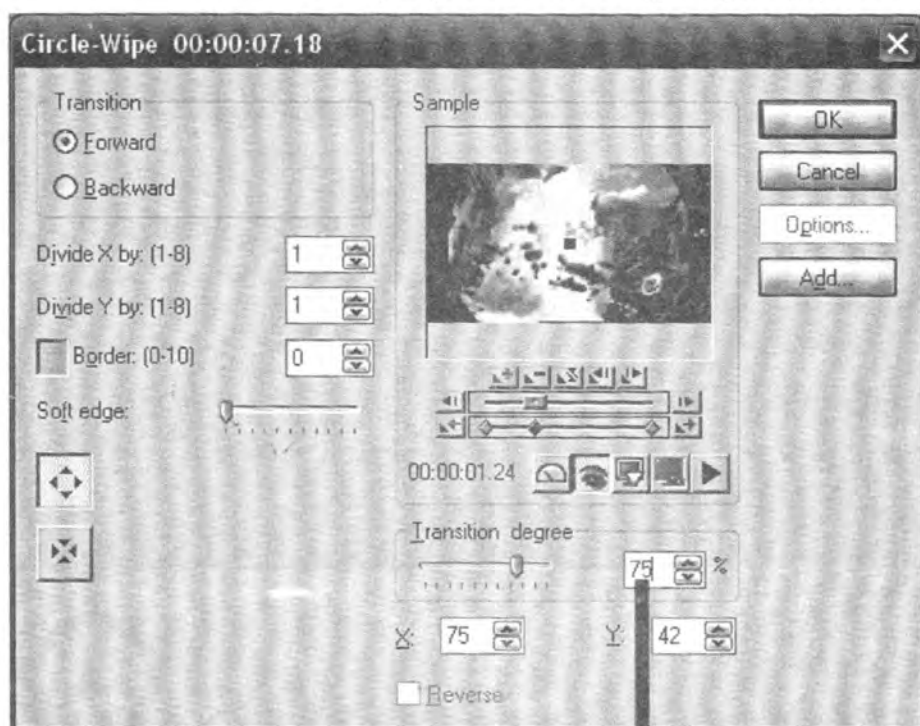 Circle-Wipe 00:00:07.18
Transition
Forward
Backward
Divide X by: (1-8) 1
Divide Y by: (1-8) 1
Border: (0-10) 0
Soft edge:
Sample
00:00:01.24
Transition degree
75 %
X: 75 Y: 42
Reverse
OK
Cancel
Options...
Add...